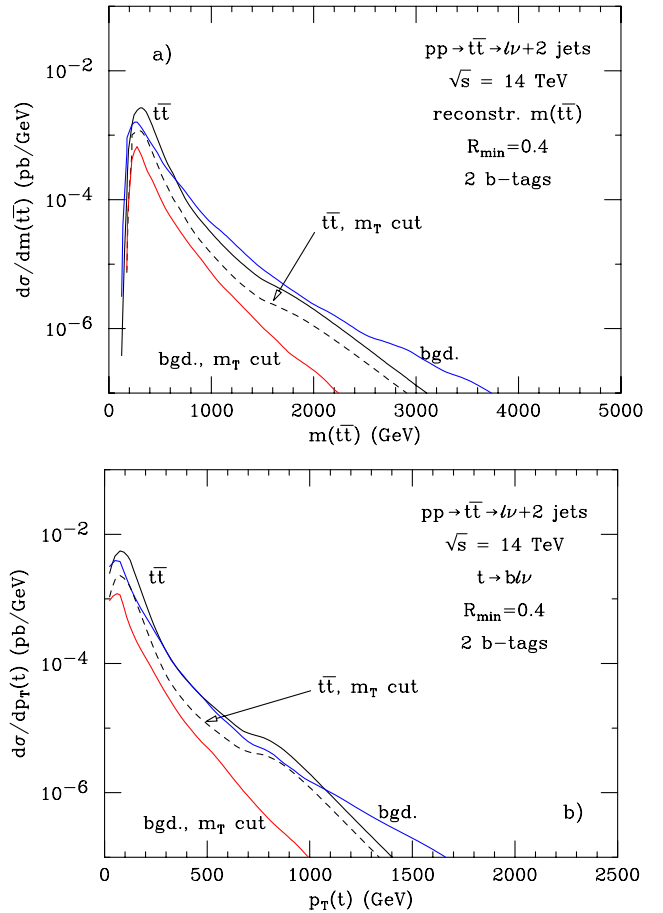 a)
pp→tt̅→lν+2 jets
√s = 14 TeV
reconstr. m(tt̅)
R_min=0.4
2 b-tags
tt̅
tt̅, m_T cut
bgd., m_T cut
bgd.
dσ/dm(tt̅) (pb/GeV)
10^-2
10^-4
10^-6
0 1000 2000 3000 4000 5000
m(tt̅) (GeV)
pp→tt̅→lν+2 jets
√s = 14 TeV
t→blν
R_min=0.4
2 b-tags
tt̅
tt̅, m_T cut
bgd., m_T cut
bgd.
b)
dσ/dp_T(t) (pb/GeV)
10^-2
10^-4
10^-6
0 500 1000 1500 2000 2500
p_T(t) (GeV)